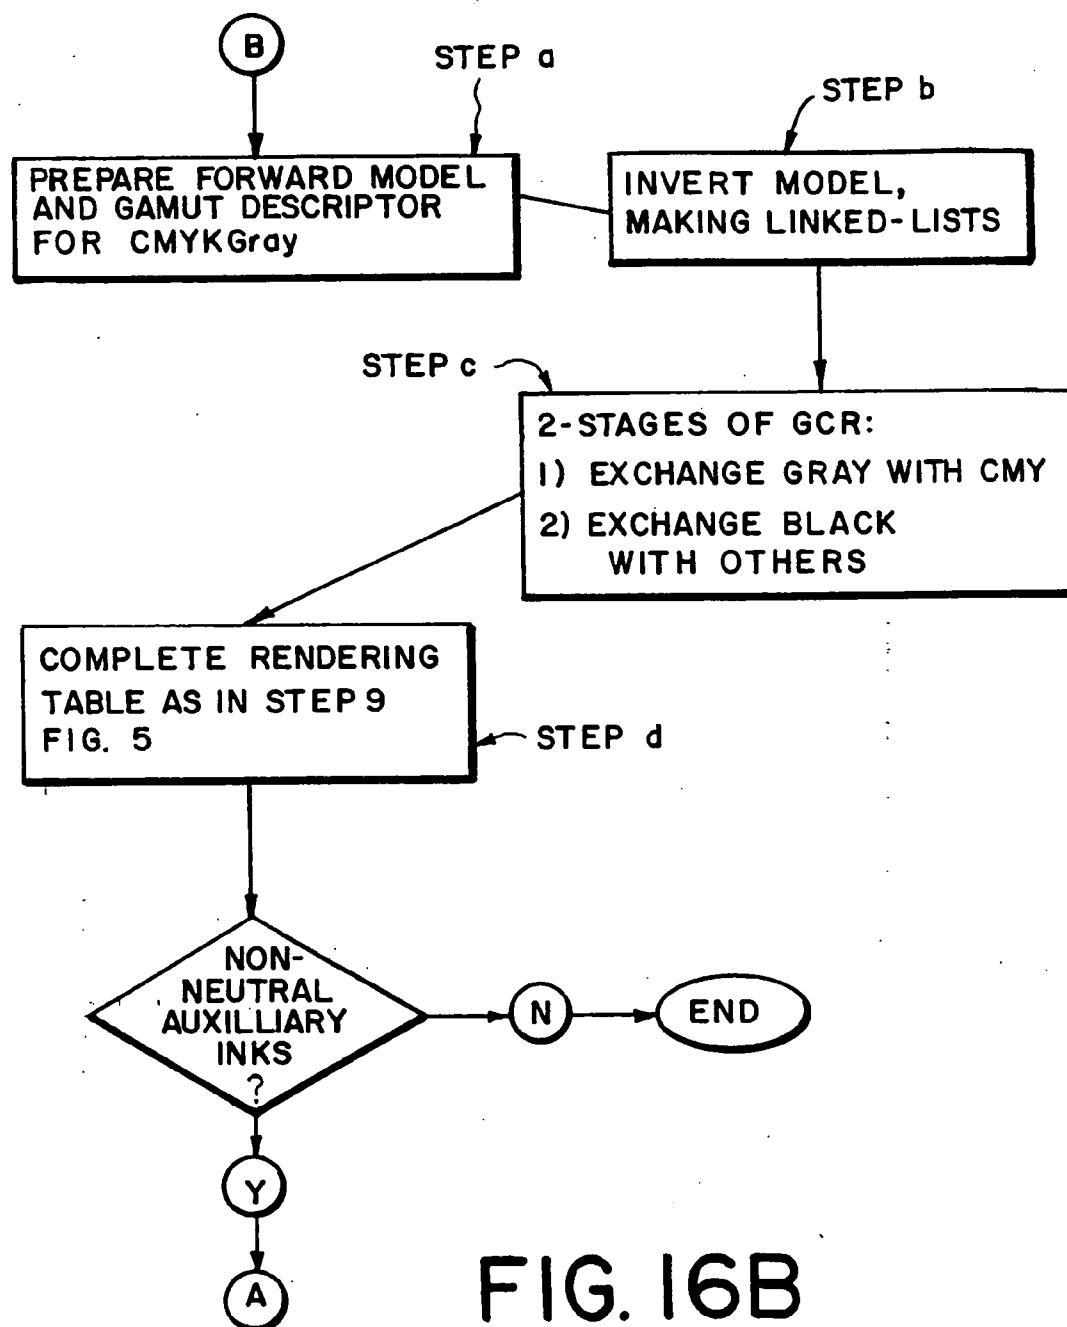 B
STEP a
STEP b
PREPARE FORWARD MODEL
AND GAMUT DESCRIPTOR
FOR CMYKGray
INVERT MODEL,
MAKING LINKED-LISTS
STEP c
2-STAGES OF GCR:
1) EXCHANGE GRAY WITH CMY
2) EXCHANGE BLACK
WITH OTHERS
COMPLETE RENDERING
TABLE AS IN STEP 9
FIG. 5
STEP d
NON-
NEUTRAL
AUXILLIARY
INKS
?
N
END
Y
A
FIG. 16B